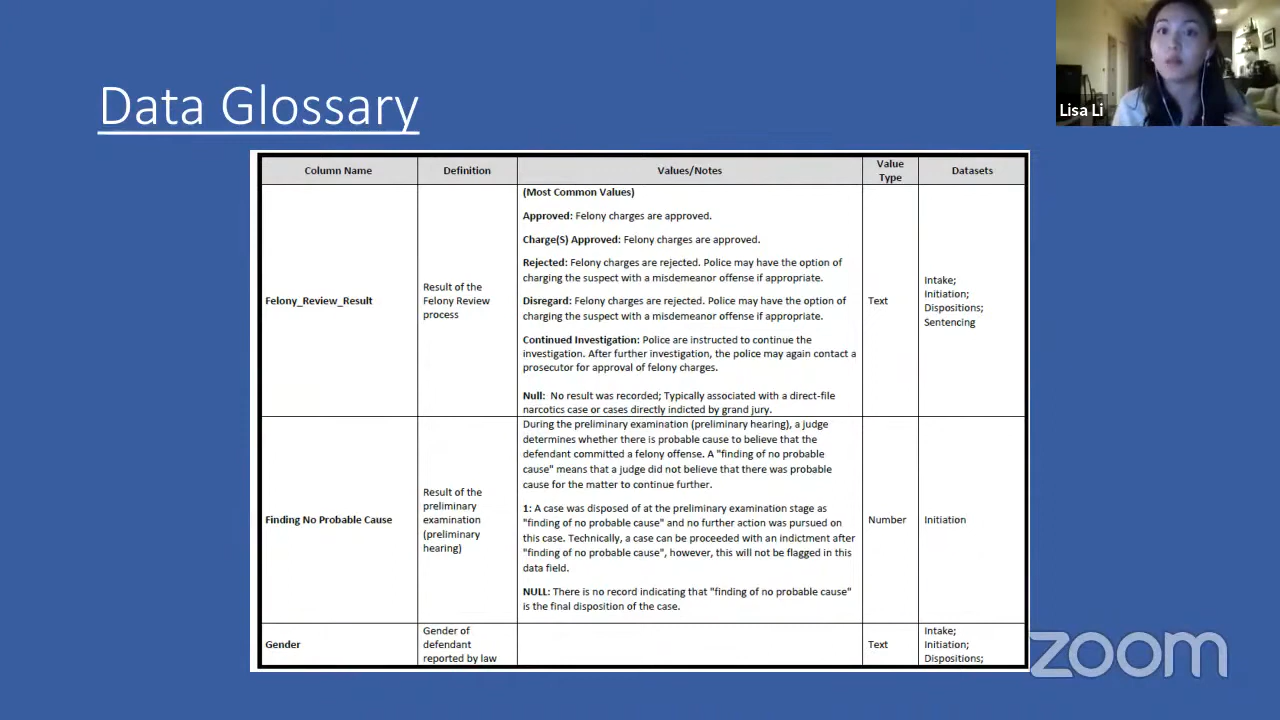 Data Glossary
Lisa Li
Column Name
Definition
Values/Notes
Value
Type
Datasets
Felony_Review_Result
Result of the
Felony Review
process
(Most Common Values)
Approved: Felony charges are approved.
Charge(S) Approved: Felony charges are approved.
Rejected: Felony charges are rejected. Police may have the option of
charging the suspect with a misdemeanor offense if appropriate.
Disregard: Felony charges are rejected. Police may have the option of
charging the suspect with a misdemeanor offense if appropriate.
Continued Investigation: Police are instructed to continue the
investigation. After further investigation, the police may again contact a
prosecutor for approval of felony charges.
Null: No result was recorded; Typically associated with a direct-file
narcotics case or cases directly indicted by grand jury.
Text
Intake;
Initiation;
Dispositions;
Sentencing
Finding No Probable Cause
Result of the
preliminary
examination
(preliminary
hearing)
During the preliminary examination (preliminary hearing), a judge
determines whether there is probable cause to believe that the
defendant committed a felony offense. A "finding of no probable
cause" means that a judge did not believe that there was probable
cause for the matter to continue further.
1: A case was disposed of at the preliminary examination stage as
"finding of no probable cause" and no further action was pursued on
this case. Technically, a case can be proceeded with an indictment after
"finding of no probable cause", however, this will not be flagged in this
data field.
NULL: There is no record indicating that "finding of no probable cause"
is the final disposition of the case.
Number
Initiation
Gender
Gender of
defendant
reported by law
Text
Intake;
Initiation;
Dispositions;
zoom